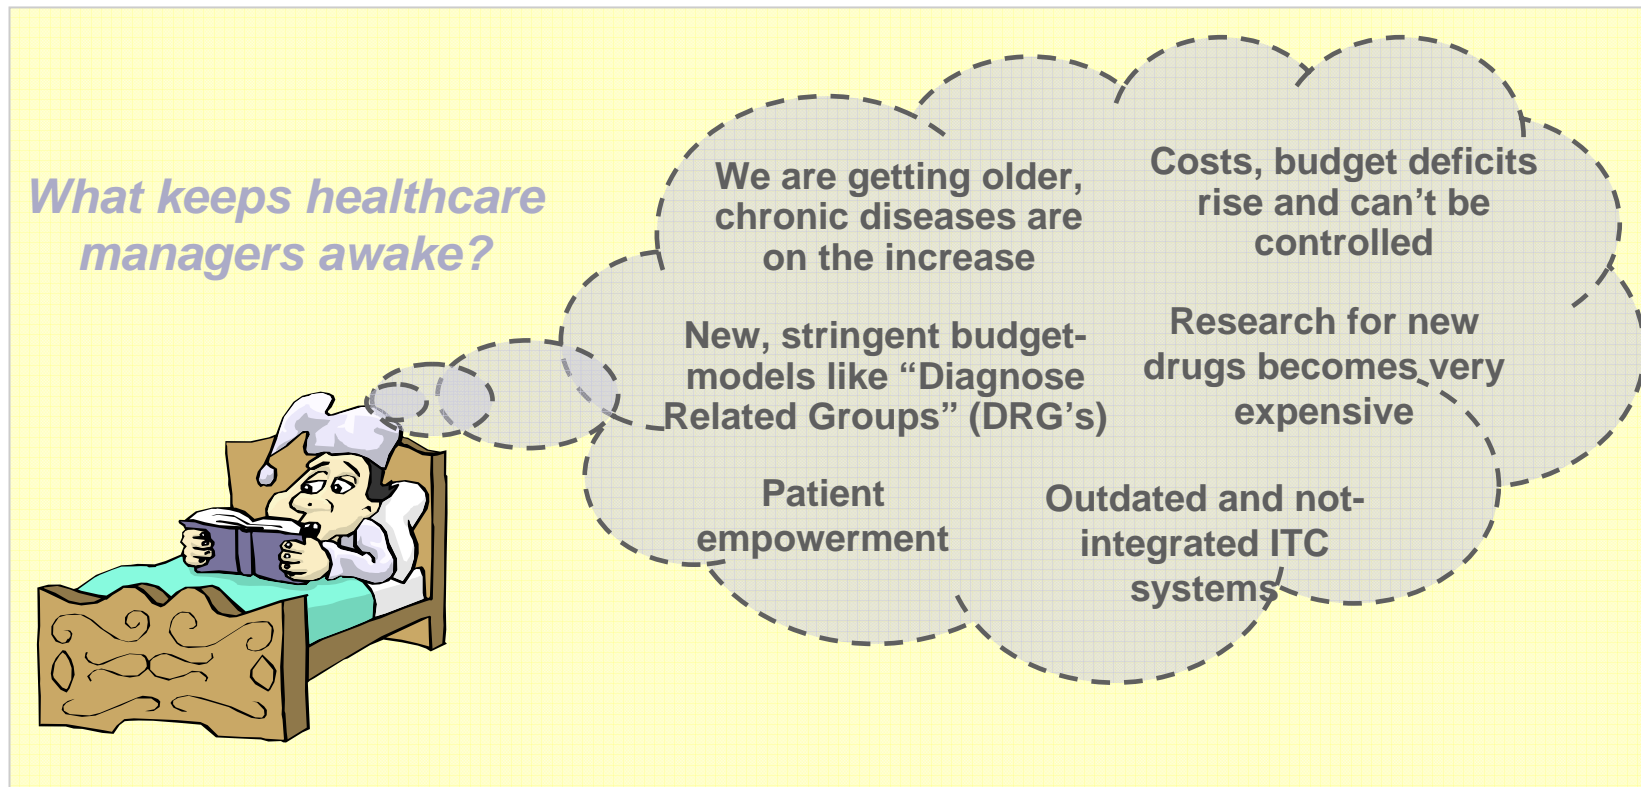 What keeps healthcare
managers awake?
We are getting older,
chronic diseases are
on the increase
Costs, budget deficits
rise and can’t be
controlled
New, stringent budget-
models like “Diagnose
Related Groups” (DRG’s)
Research for new
drugs becomes very
expensive
Patient
empowerment
Outdated and not-
integrated ITC
systems